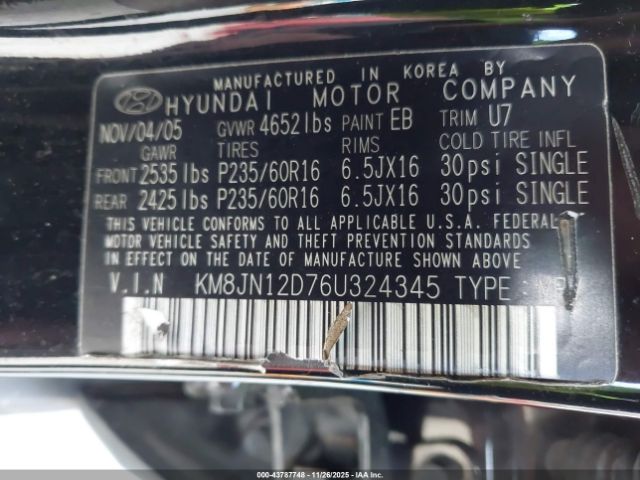 MANUFACTURED IN KOREA BY
HYUNDAI MOTOR COMPANY
NOV/04/05 GVWR 4652lbs PAINT EB TRIM U7
GAWR TIRES RIMS COLD TIRE INFL
FRONT 2535lbs P235/60R16 6.5JX16 30psi SINGLE
REAR 2425lbs P235/60R16 6.5JX16 30psi SINGLE
THIS VEHICLE CONFORMS TO ALL APPLICABLE U.S.A. FEDERAL
MOTOR VEHICLE SAFETY AND THEFT PREVENTION STANDARDS
IN EFFECT ON THE DATE OF MANUFACTURE SHOWN ABOVE
V.I.N KM8JN12D76U324345 TYPE :
000-43787748 - 11/26/2025 - IAAI.COM